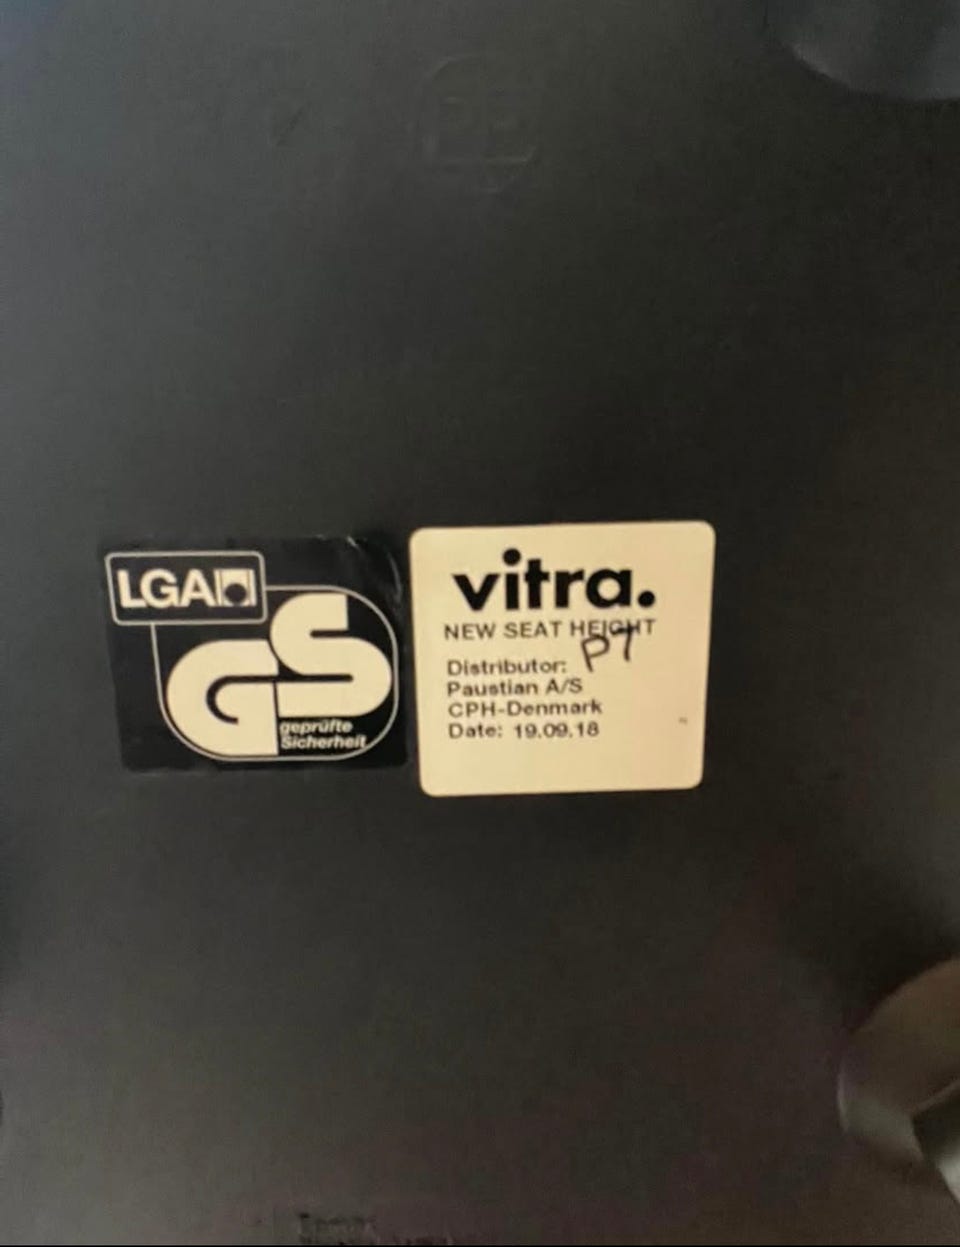 LGA
GS
geprüfte
Sicherheit
vitra.
NEW SEAT HEIGHT
P7
Distributor:
Paustian A/S
CPH-Denmark
Date: 19.09.18